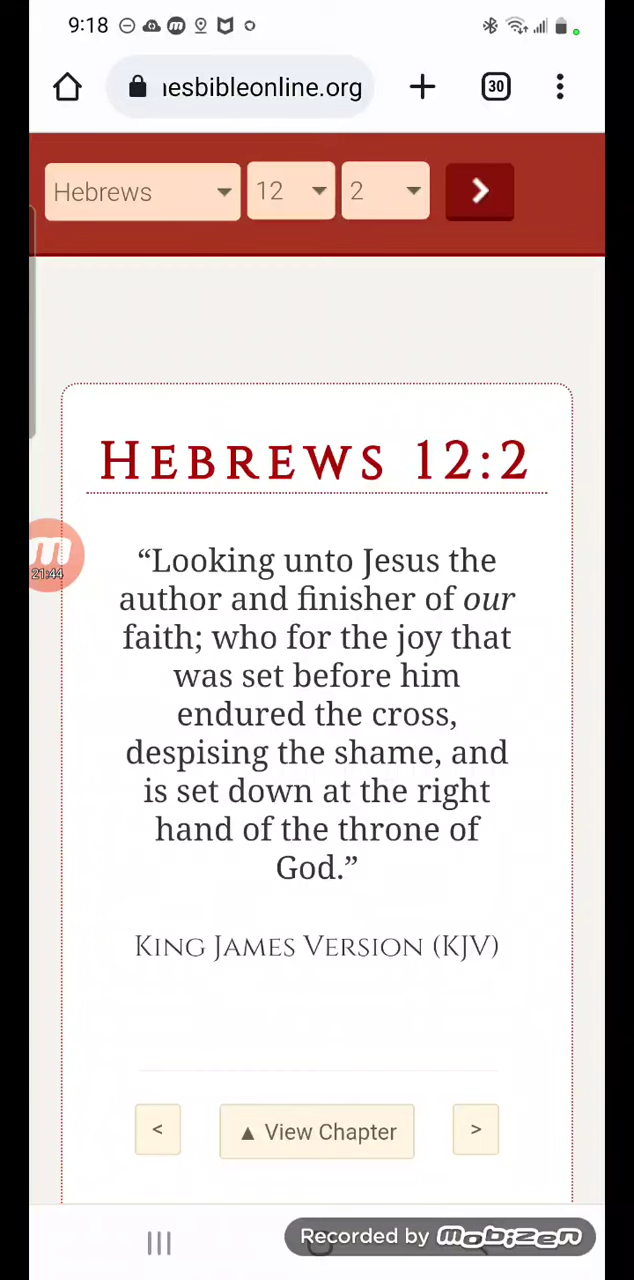 9:18
nesbibleonline.org
30
Hebrews 12 2
HEBREWS 12:2
“Looking unto Jesus the
author and finisher of our
faith; who for the joy that
was set before him
endured the cross,
despising the shame, and
is set down at the right
hand of the throne of
God.”
KING JAMES VERSION (KJV)
< ▲ View Chapter >
21:44
Recorded by mobizen